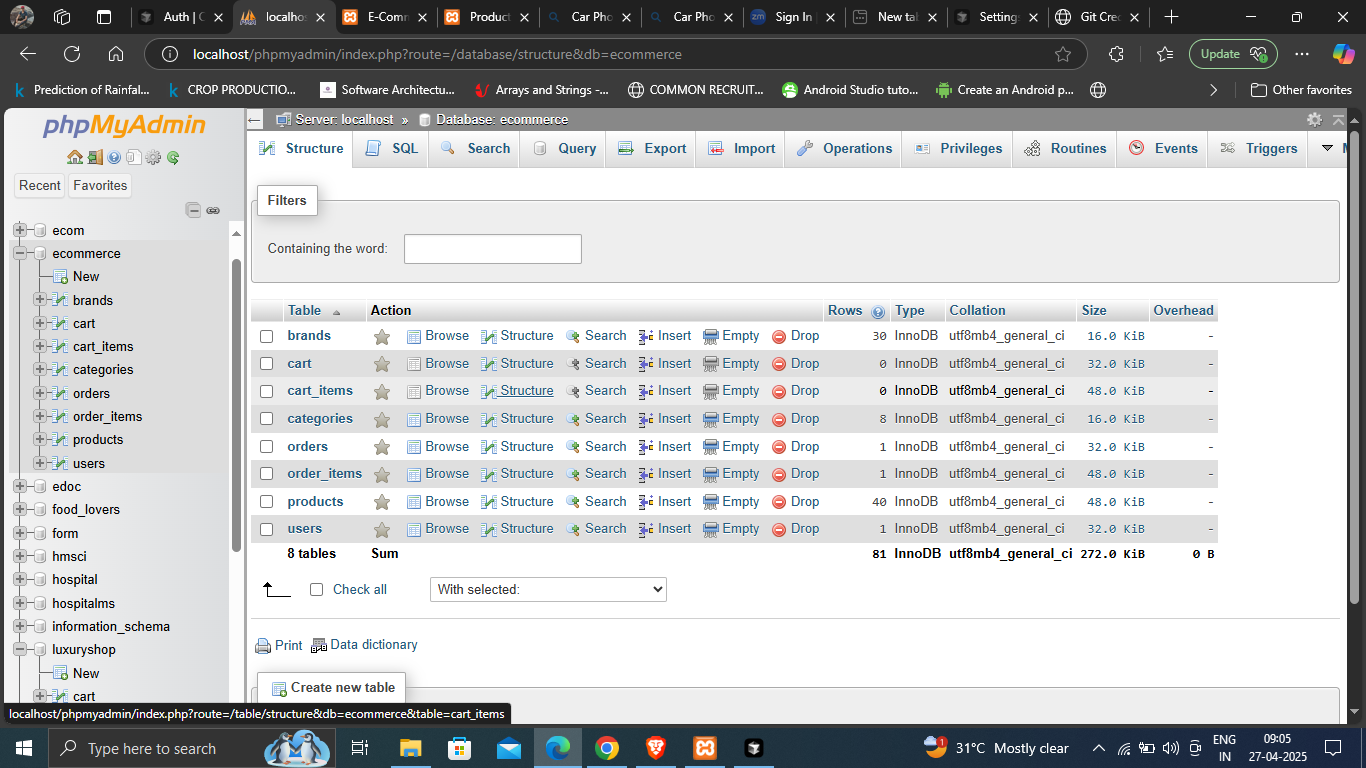 Auth | C
localhos
E-Comm
Product
Car Pho
Car Pho
zm
Sign In |
New tab
Settings
Git Cred
localhost/phpmyadmin/index.php?route=/database/structure&db=ecommerce
Update
Prediction of Rainfal...
CROP PRODUCTIO...
Software Architectu...
Arrays and Strings -...
COMMON RECRUIT...
Android Studio tuto...
Create an Android p...
Other favorites
phpMyAdmin
Recent
Favorites
ecom
ecommerce
New
brands
cart
cart_items
categories
orders
order_items
products
users
edoc
food_lovers
form
hmsci
hospital
hospitalms
information_schema
luxuryshop
New
cart
Server: localhost » Database: ecommerce
Structure SQL Search Query Export Import Operations Privileges Routines Events Triggers
Filters
Containing the word:
Table Action Rows Type Collation Size Overhead
brands Browse Structure Search Insert Empty Drop 30 InnoDB utf8mb4_general_ci 16.0 KiB -
cart Browse Structure Search Insert Empty Drop 0 InnoDB utf8mb4_general_ci 32.0 KiB -
cart_items Browse Structure Search Insert Empty Drop 0 InnoDB utf8mb4_general_ci 48.0 KiB -
categories Browse Structure Search Insert Empty Drop 8 InnoDB utf8mb4_general_ci 16.0 KiB -
orders Browse Structure Search Insert Empty Drop 1 InnoDB utf8mb4_general_ci 32.0 KiB -
order_items Browse Structure Search Insert Empty Drop 1 InnoDB utf8mb4_general_ci 48.0 KiB -
products Browse Structure Search Insert Empty Drop 40 InnoDB utf8mb4_general_ci 48.0 KiB -
users Browse Structure Search Insert Empty Drop 1 InnoDB utf8mb4_general_ci 32.0 KiB -
8 tables Sum 81 InnoDB utf8mb4_general_ci 272.0 KiB 0 B
Check all
With selected:
Print
Data dictionary
Create new table
localhost/phpmyadmin/index.php?route=/table/structure&db=ecommerce&table=cart_items
Type here to search
1
31°C Mostly clear
ENG
IN
09:05
27-04-2025